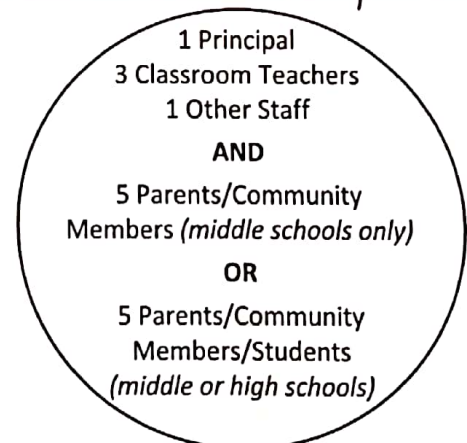 1 Principal
3 Classroom Teachers
1 Other Staff
AND
5 Parents/Community
Members (middle schools only)
OR
5 Parents/Community
Members/Students
(middle or high schools)